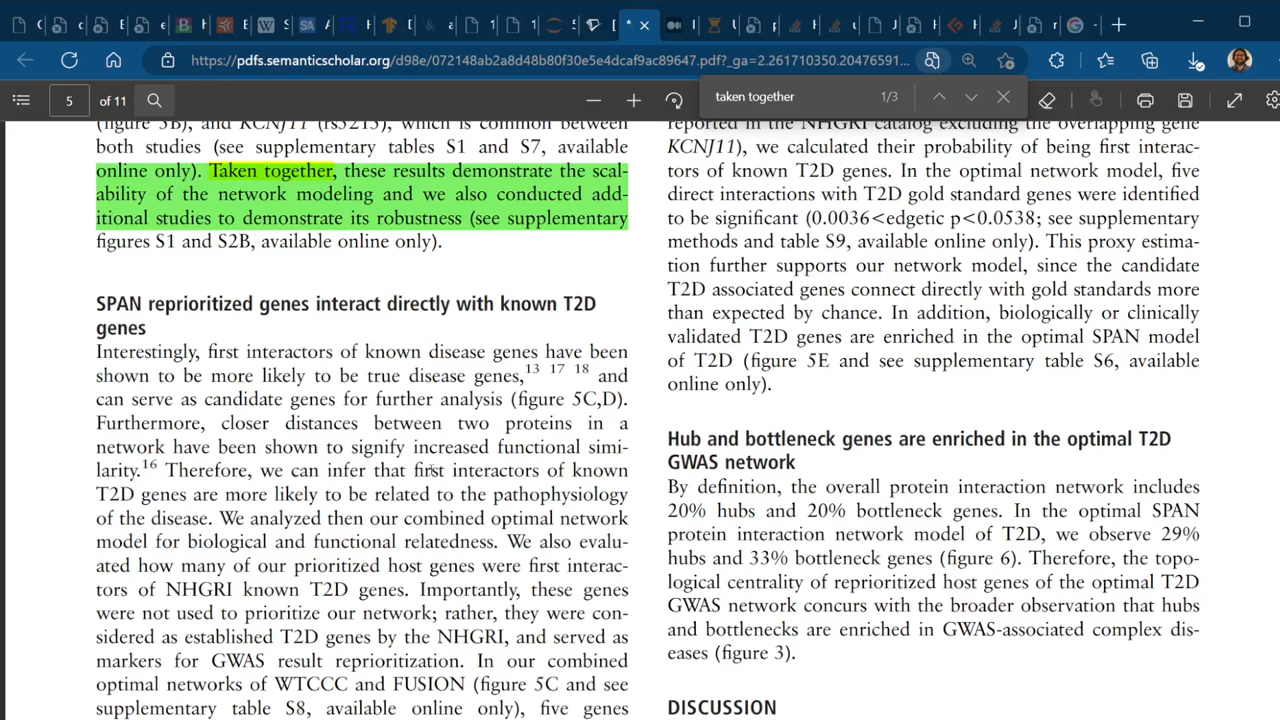 https://pdfs.semanticscholar.org/d98e/072148ab2a8d48b80f30e5e4dcaf9ac89647.pdf?_ga=2.261710350.20476591...
5 of 11
taken together 1/3
(figure 5B), and KCNJ11 (rs5215), which is common between
both studies (see supplementary tables S1 and S7, available
online only). Taken together, these results demonstrate the scal-
ability of the network modeling and we also conducted add-
itional studies to demonstrate its robustness (see supplementary
figures S1 and S2B, available online only).
SPAN reprioritized genes interact directly with known T2D
genes
Interestingly, first interactors of known disease genes have been
shown to be more likely to be true disease genes,13 17 18 and
can serve as candidate genes for further analysis (figure 5C,D).
Furthermore, closer distances between two proteins in a
network have been shown to signify increased functional simi-
larity.16 Therefore, we can infer that first interactors of known
T2D genes are more likely to be related to the pathophysiology
of the disease. We analyzed then our combined optimal network
model for biological and functional relatedness. We also evalu-
ated how many of our prioritized host genes were first interac-
tors of NHGRI known T2D genes. Importantly, these genes
were not used to prioritize our network; rather, they were con-
sidered as established T2D genes by the NHGRI, and served as
markers for GWAS result reprioritization. In our combined
optimal networks of WTCCC and FUSION (figure 5C and see
supplementary table S8, available online only), five genes
reported in the NHGRI catalog excluding the overlapping gene
KCNJ11), we calculated their probability of being first interac-
tors of known T2D genes. In the optimal network model, five
direct interactions with T2D gold standard genes were identified
to be significant (0.0036<edgetic p<0.0538; see supplementary
methods and table S9, available online only). This proxy estima-
tion further supports our network model, since the candidate
T2D associated genes connect directly with gold standards more
than expected by chance. In addition, biologically or clinically
validated T2D genes are enriched in the optimal SPAN model
of T2D (figure 5E and see supplementary table S6, available
online only).
Hub and bottleneck genes are enriched in the optimal T2D
GWAS network
By definition, the overall protein interaction network includes
20% hubs and 20% bottleneck genes. In the optimal SPAN
protein interaction network model of T2D, we observe 29%
hubs and 33% bottleneck genes (figure 6). Therefore, the topo-
logical centrality of reprioritized host genes of the optimal T2D
GWAS network concurs with the broader observation that hubs
and bottlenecks are enriched in GWAS-associated complex dis-
eases (figure 3).
DISCUSSION